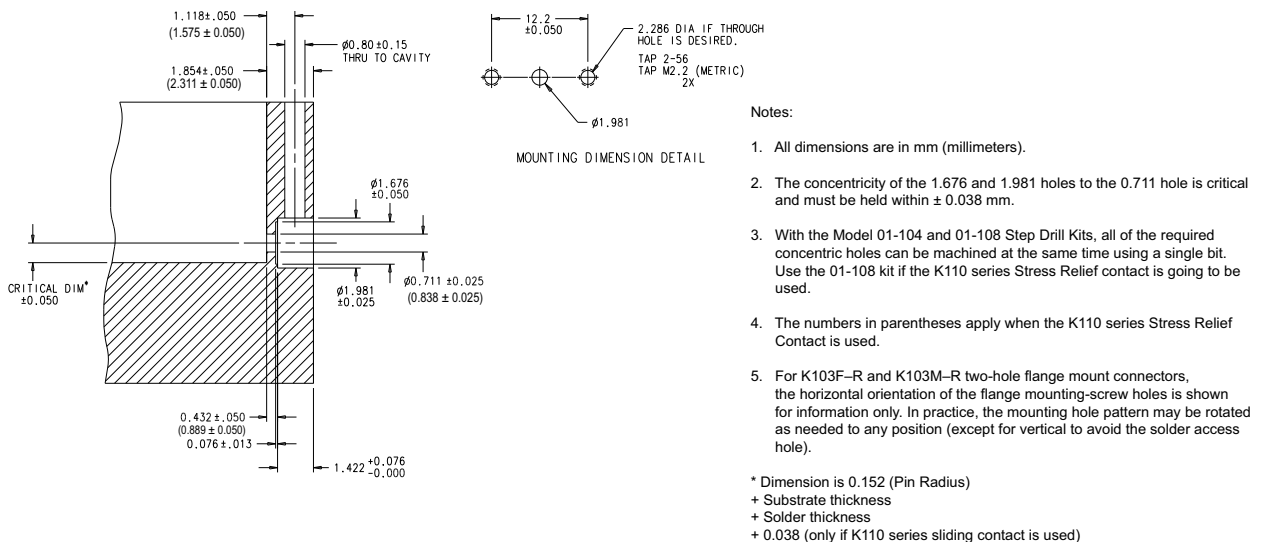 1.118±.050
(1.575 ± 0.050)
ø0.80±0.15
THRU TO CAVITY
1.854±.050
(2.311 ± 0.050)
12.2
±0.050
2.286 DIA IF THROUGH
HOLE IS DESIRED.
TAP 2-56
TAP M2.2 (METRIC)
2X
ø1.981
MOUNTING DIMENSION DETAIL
ø1.676
±0.050
CRITICAL DIM*
±0.050
ø1.981
±0.025
ø0.711 ±0.025
(0.838 ± 0.025)
0.432±.050
(0.889 ± 0.050)
0.076±.013
1.422 +0.076
-0.000
Notes:
1. All dimensions are in mm (millimeters).
2. The concentricity of the 1.676 and 1.981 holes to the 0.711 hole is critical
and must be held within ± 0.038 mm.
3. With the Model 01-104 and 01-108 Step Drill Kits, all of the required
concentric holes can be machined at the same time using a single bit.
Use the 01-108 kit if the K110 series Stress Relief contact is going to be
used.
4. The numbers in parentheses apply when the K110 series Stress Relief
Contact is used.
5. For K103F–R and K103M–R two-hole flange mount connectors,
the horizontal orientation of the flange mounting-screw holes is shown
for information only. In practice, the mounting hole pattern may be rotated
as needed to any position (except for vertical to avoid the solder access
hole).
* Dimension is 0.152 (Pin Radius)
+ Substrate thickness
+ Solder thickness
+ 0.038 (only if K110 series sliding contact is used)